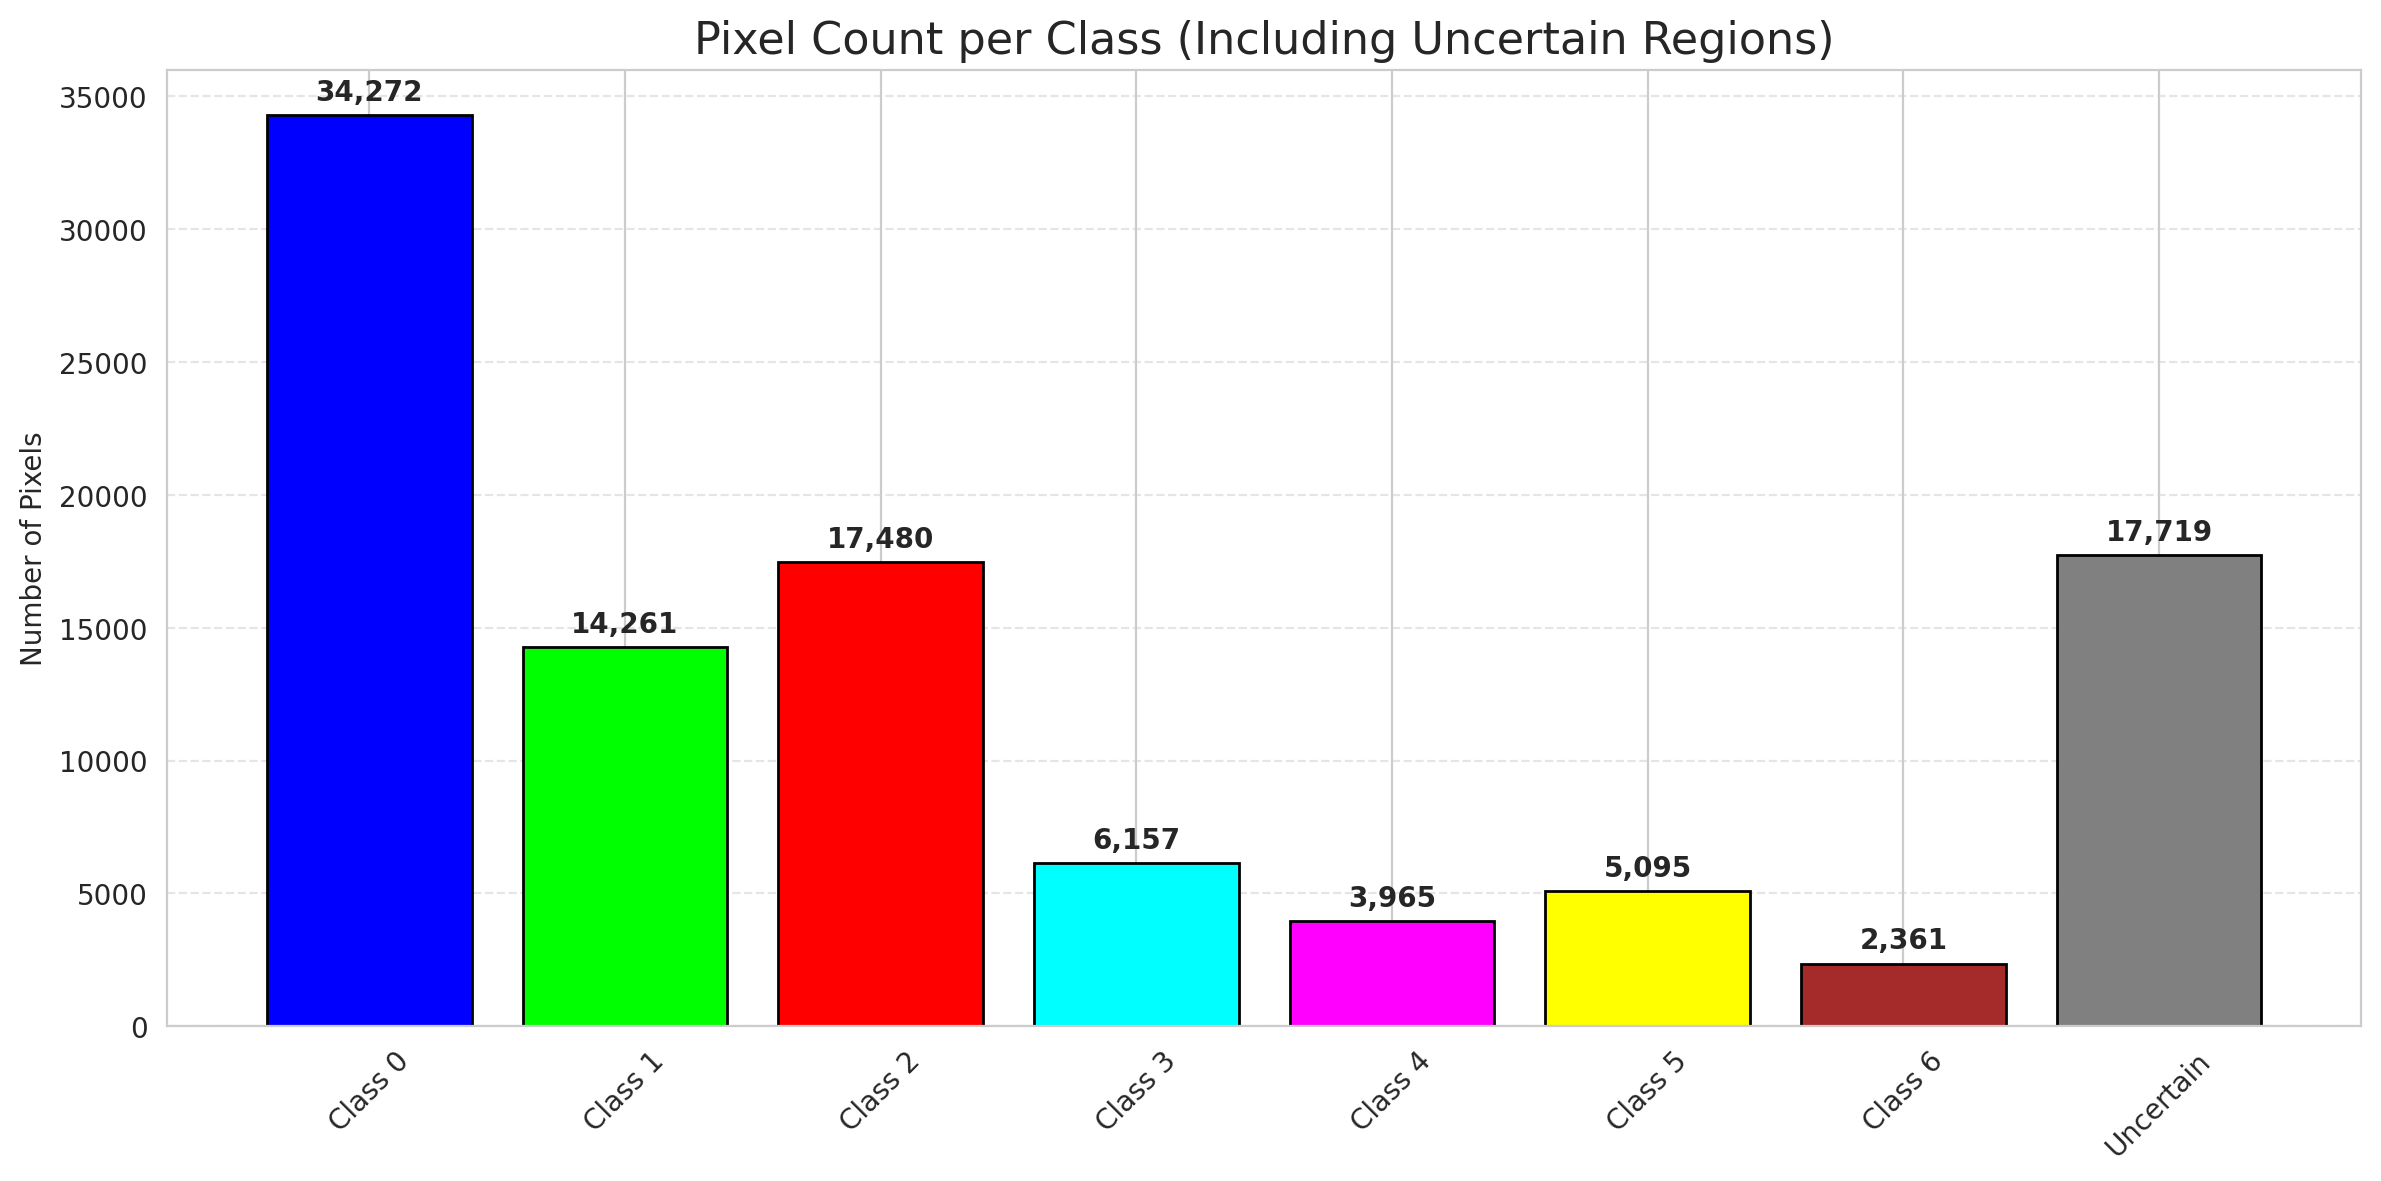 Pixel Count per Class (Including Uncertain Regions)
Number of Pixels
35000
30000
25000
20000
15000
10000
5000
0
34,272
14,261
17,480
6,157
3,965
5,095
2,361
17,719
Class 0
Class 1
Class 2
Class 3
Class 4
Class 5
Class 6
Uncertain